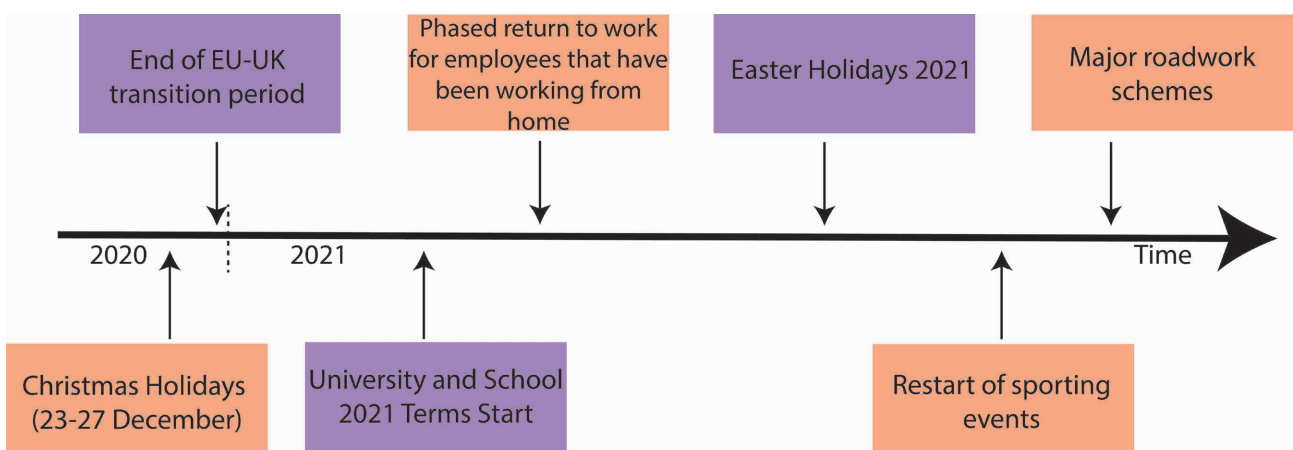 End of EU-UK
transition period
Phased return to work
for employees that have
been working from
home
Easter Holidays 2021
Major roadwork
schemes
2020
2021
Time
Christmas Holidays
(23-27 December)
University and School
2021 Terms Start
Restart of sporting
events